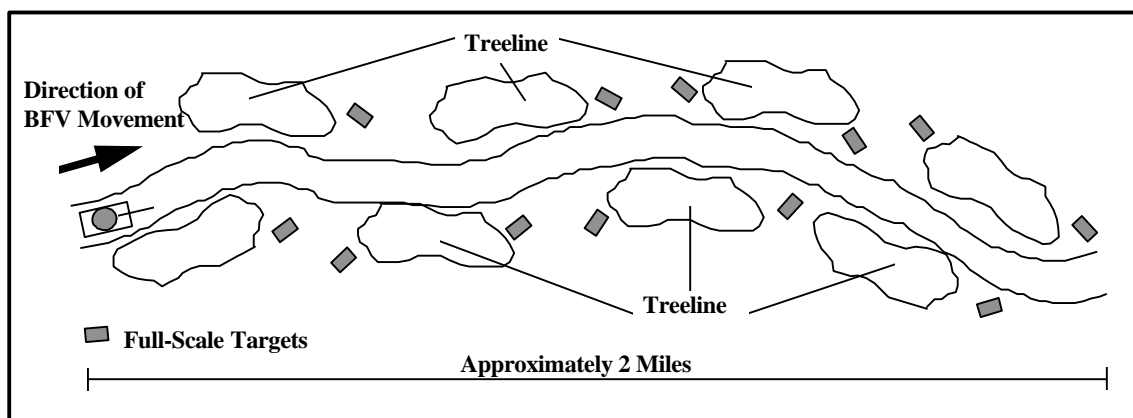 Treeline
Direction of
BFV Movement
Treeline
Full-Scale Targets
Approximately 2 Miles